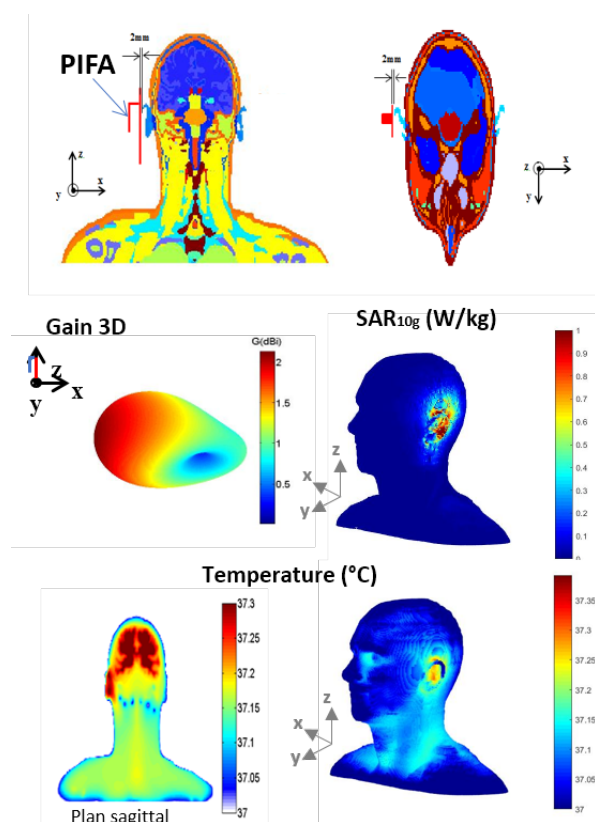 2mm
PIFA
z
y
x
2mm
z
x
y
Gain 3D
z
y
x
G(dBi)
2
1.5
1
0.5
SAR10g (W/kg)
1
0.9
0.8
0.7
0.6
0.5
0.4
0.3
0.2
0.1
0
z
x
y
Temperature (°C)
37.3
37.25
37.2
37.15
37.1
37.05
37
Plan sagittal
z
x
y
37.35
37.3
37.25
37.2
37.15
37.1
37.05
37